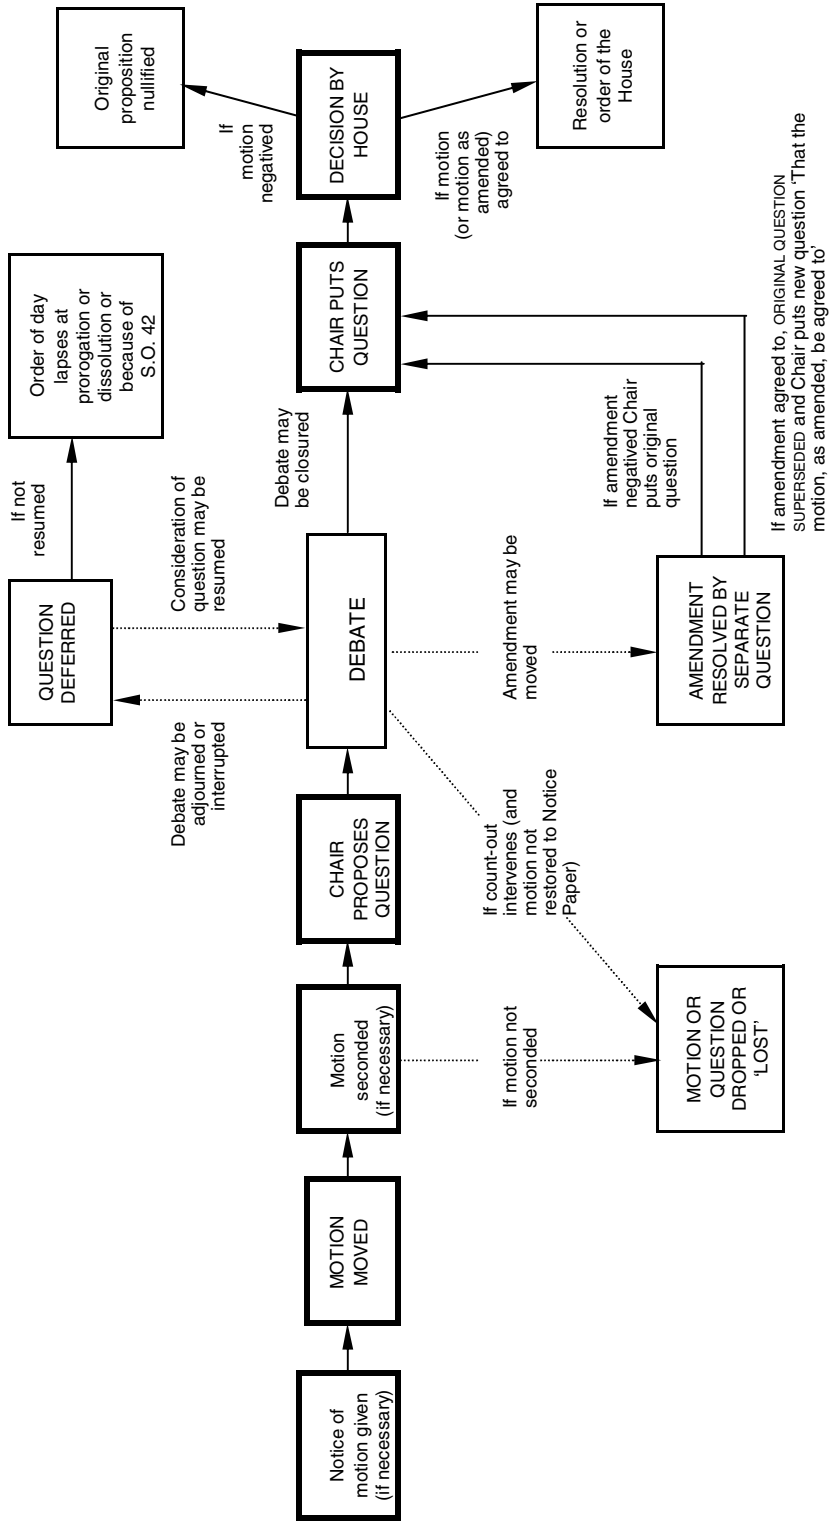 Notice of
motion given
(if necessary)
MOTION
MOVED
Motion
seconded
(if necessary)
If motion not
seconded
MOTION OR
QUESTION
DROPPED OR
‘LOST’
CHAIR
PROPOSES
QUESTION
If count-out
intervenes (and
motion not
restored to Notice
Paper)
DEBATE
Debate may be
adjourned or
interrupted
QUESTION
DEFERRED
Consideration of
question may be
resumed
If not
resumed
Order of day
lapses at
prorogation or
dissolution or
because of
S.O. 42
Amendment may be
moved
AMENDMENT
RESOLVED BY
SEPARATE
QUESTION
If amendment
negatived Chair
puts original
question
If amendment agreed to, ORIGINAL QUESTION
SUPERSEDED and Chair puts new question ‘That the
motion, as amended, be agreed to’
Debate may
be closured
CHAIR PUTS
QUESTION
DECISION BY
HOUSE
If
motion
negatived
Original
proposition
nullified
If motion
(or motion as
amended)
agreed to
Resolution or
order of the
House